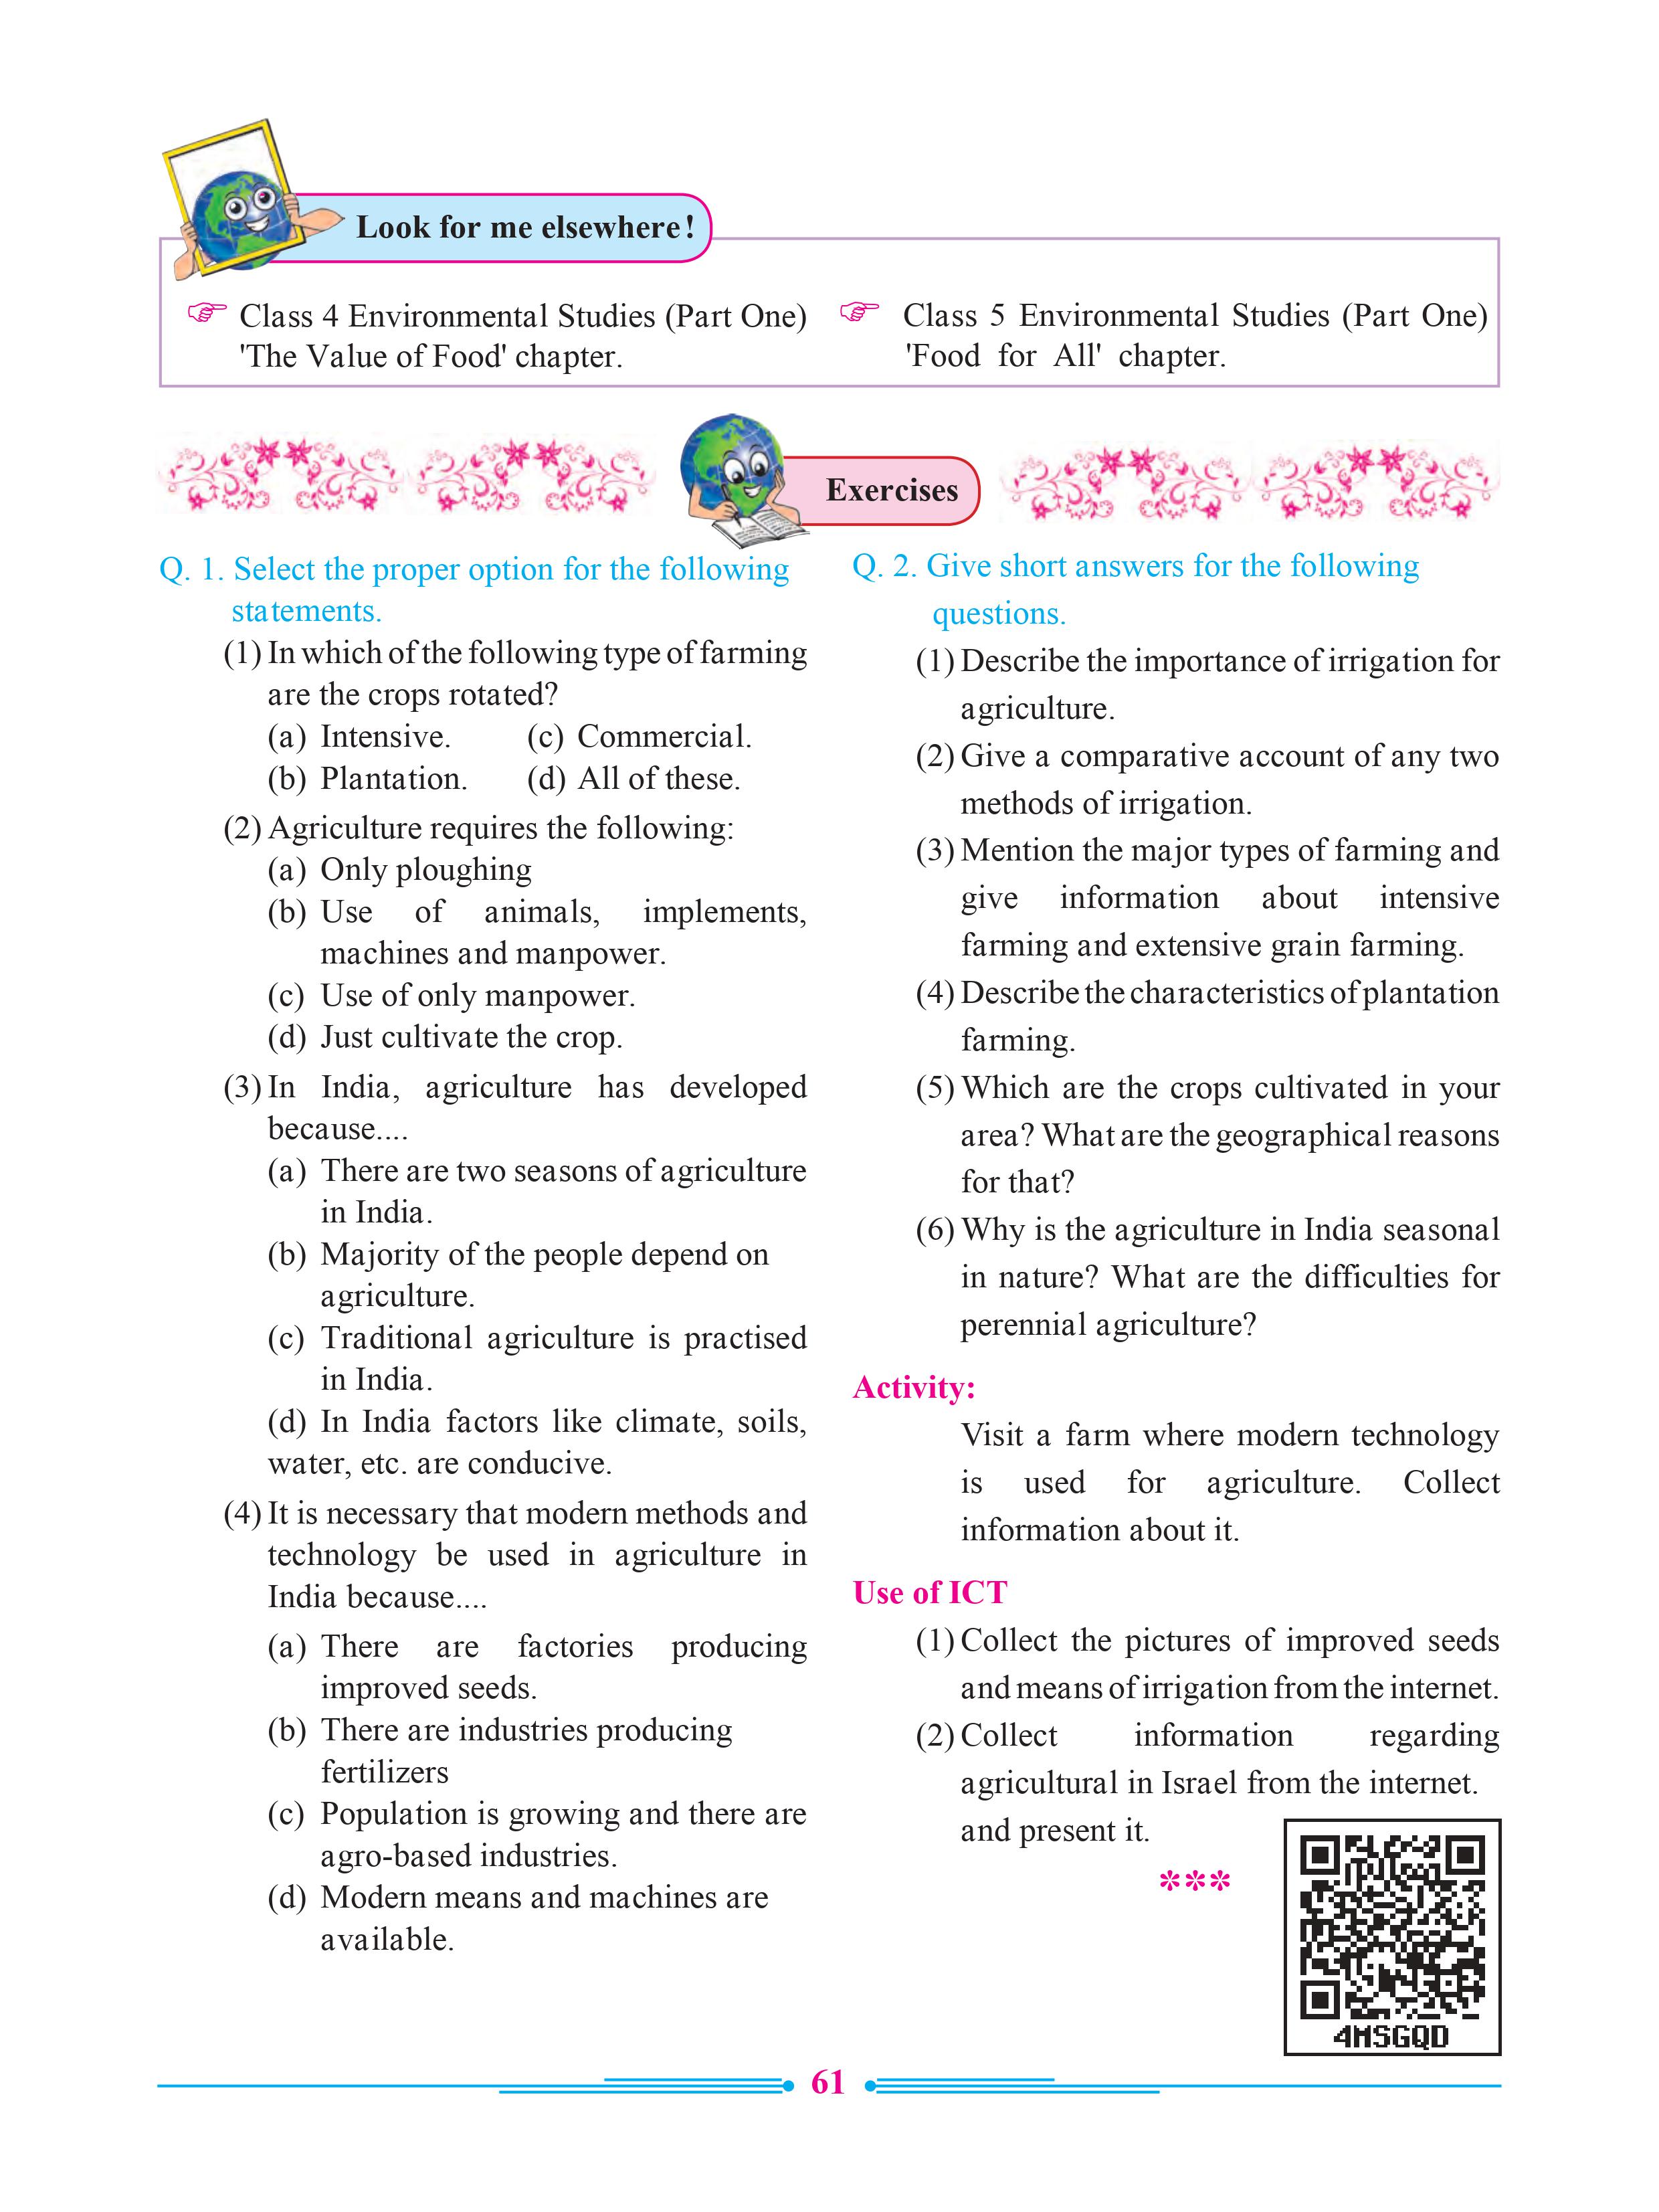 Look for me elsewhere!
Class 4 Environmental Studies (Part One)
'The Value of Food' chapter.
Class 5 Environmental Studies (Part One)
'Food for All' chapter.
Exercises
Q. 1. Select the proper option for the following
statements.
(1) In which of the following type of farming
are the crops rotated?
(a) Intensive. (c) Commercial.
(b) Plantation. (d) All of these.
(2) Agriculture requires the following:
(a) Only ploughing
(b) Use of animals, implements,
machines and manpower.
(c) Use of only manpower.
(d) Just cultivate the crop.
(3) In India, agriculture has developed
because....
(a) There are two seasons of agriculture
in India.
(b) Majority of the people depend on
agriculture.
(c) Traditional agriculture is practised
in India.
(d) In India factors like climate, soils,
water, etc. are conducive.
(4) It is necessary that modern methods and
technology be used in agriculture in
India because....
(a) There are factories producing
improved seeds.
(b) There are industries producing
fertilizers
(c) Population is growing and there are
agro-based industries.
(d) Modern means and machines are
available.
Q. 2. Give short answers for the following
questions.
(1) Describe the importance of irrigation for
agriculture.
(2) Give a comparative account of any two
methods of irrigation.
(3) Mention the major types of farming and
give information about intensive
farming and extensive grain farming.
(4) Describe the characteristics of plantation
farming.
(5) Which are the crops cultivated in your
area? What are the geographical reasons
for that?
(6) Why is the agriculture in India seasonal
in nature? What are the difficulties for
perennial agriculture?
Activity:
Visit a farm where modern technology
is used for agriculture. Collect
information about it.
Use of ICT
(1) Collect the pictures of improved seeds
and means of irrigation from the internet.
(2) Collect information regarding
agricultural in Israel from the internet.
and present it.
***
4MSGQD
61